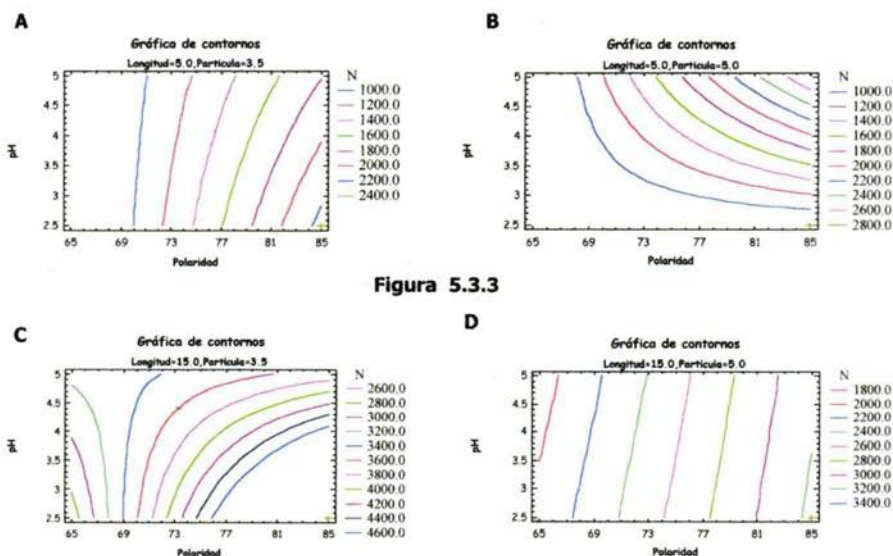 A
Gráfica de contornos
Longitud=5.0,Partícula=3.5
N
1000.0
1200.0
1400.0
1600.0
1800.0
2000.0
2200.0
2400.0
pH
5
4.5
4
3.5
3
2.5
65 69 73 77 81 85
Polaridad
B
Gráfica de contornos
Longitud=5.0,Partícula=5.0
N
1000.0
1200.0
1400.0
1600.0
1800.0
2000.0
2200.0
2400.0
2600.0
2800.0
pH
5
4.5
4
3.5
3
2.5
65 69 73 77 81 85
Polaridad
Figura 5.3.3
C
Gráfica de contornos
Longitud=15.0,Partícula=3.5
N
2600.0
2800.0
3000.0
3200.0
3400.0
3600.0
3800.0
4000.0
4200.0
4400.0
4600.0
pH
5
4.5
4
3.5
3
2.5
65 69 73 77 81 85
Polaridad
D
Gráfica de contornos
Longitud=15.0,Partícula=5.0
N
1800.0
2000.0
2200.0
2400.0
2600.0
2800.0
3000.0
3200.0
3400.0
pH
5
4.5
4
3.5
3
2.5
65 69 73 77 81 85
Polaridad